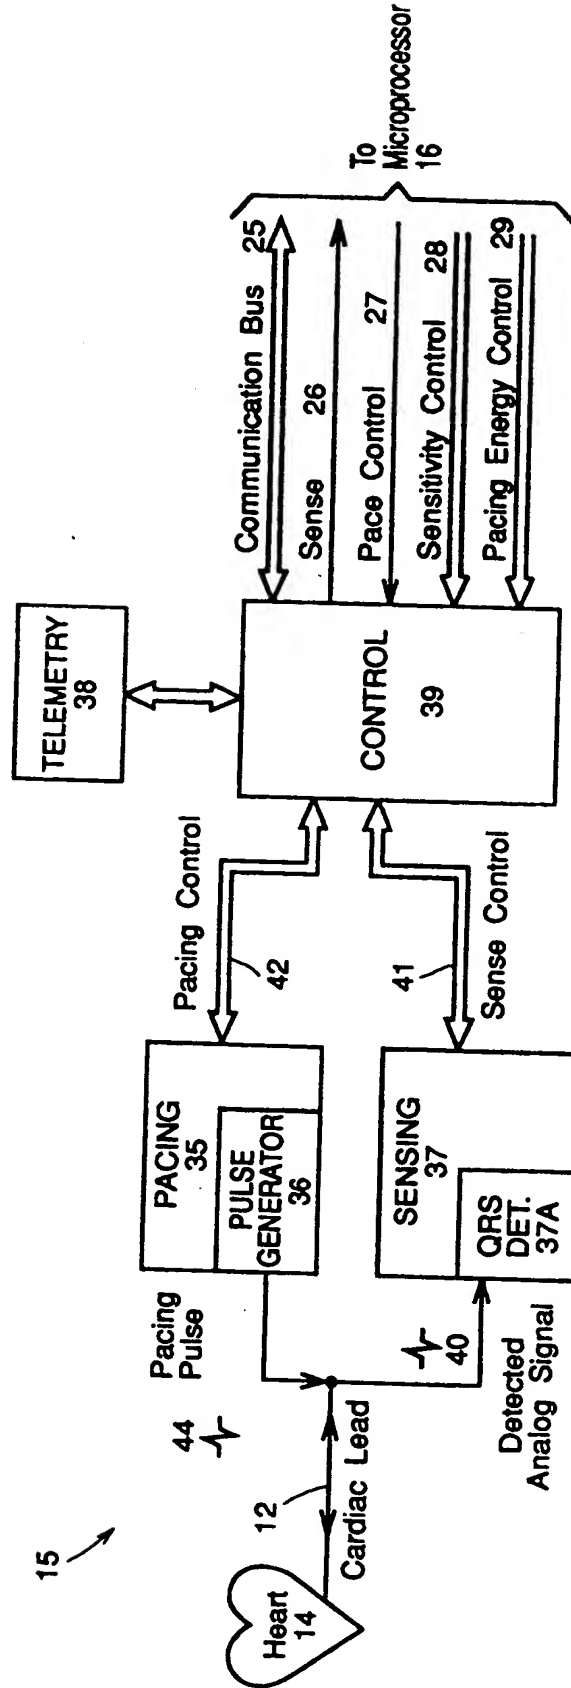 15
Heart
14
12
Cardiac Lead
44
Pacing
Pulse
40
Detected
Analog Signal
PACING
35
PULSE
GENERATOR
36
SENSING
37
QRS
DET.
37A
Pacing Control
42
41
Sense Control
TELEMETRY
38
CONTROL
39
Communication Bus 25
Sense 26
Pace Control 27
Sensitivity Control 28
Pacing Energy Control 29
To
Microprocessor
16